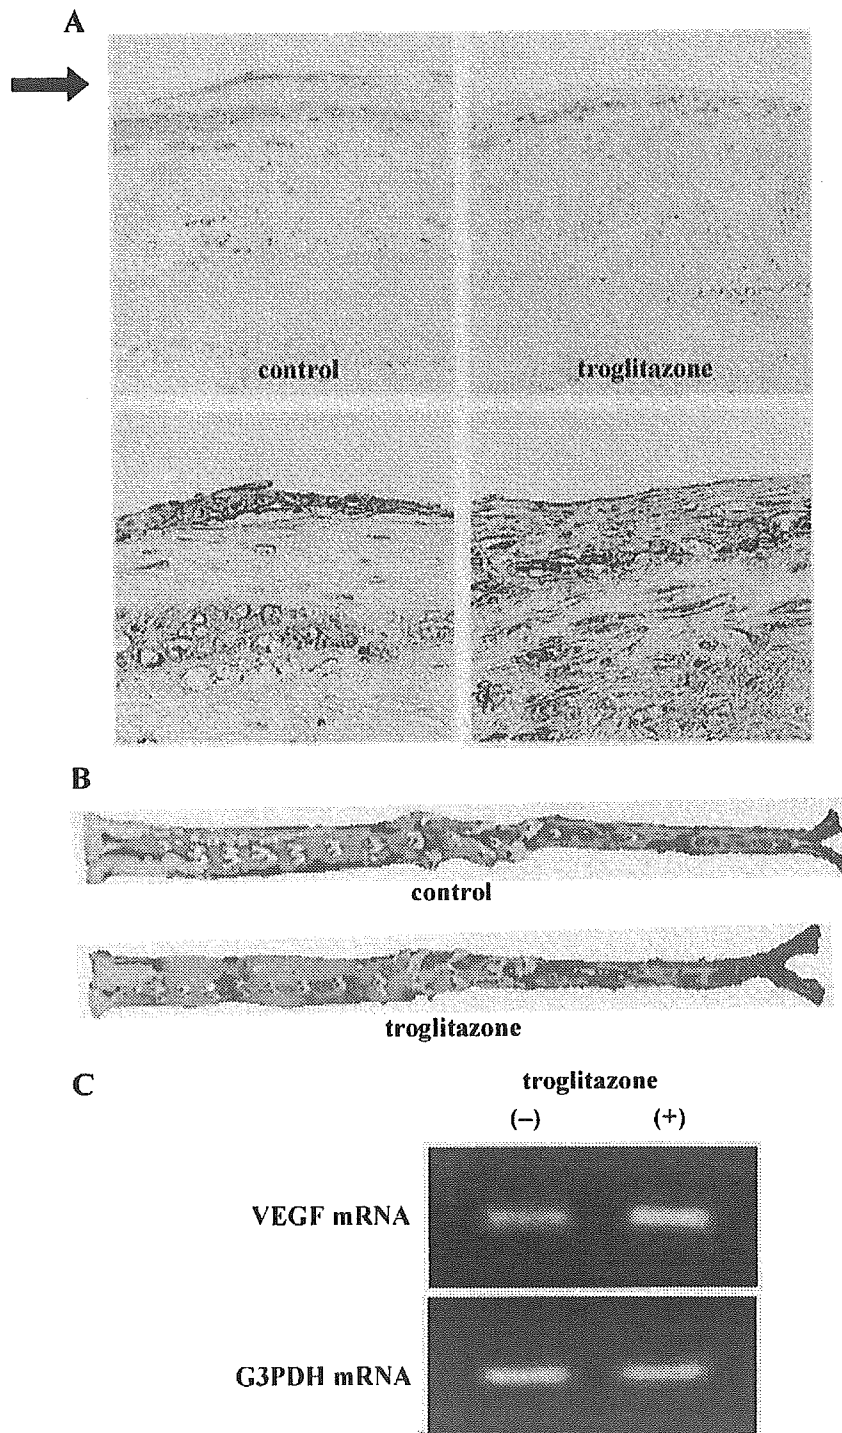 A
control troglitazone
B
control
troglitazone
C troglitazone
(–) (+)
VEGF mRNA
G3PDH mRNA